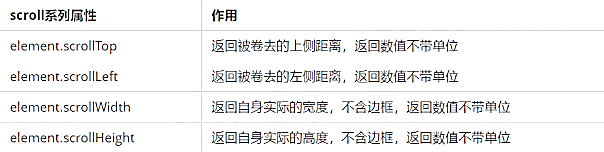 scroll系列属性 作用
element.scrollTop 返回被卷去的上侧距离，返回数值不带单位
element.scrollLeft 返回被卷去的左侧距离，返回数值不带单位
element.scrollWidth 返回自身实际的宽度，不含边框，返回数值不带单位
element.scrollHeight 返回自身实际的高度，不含边框，返回数值不带单位